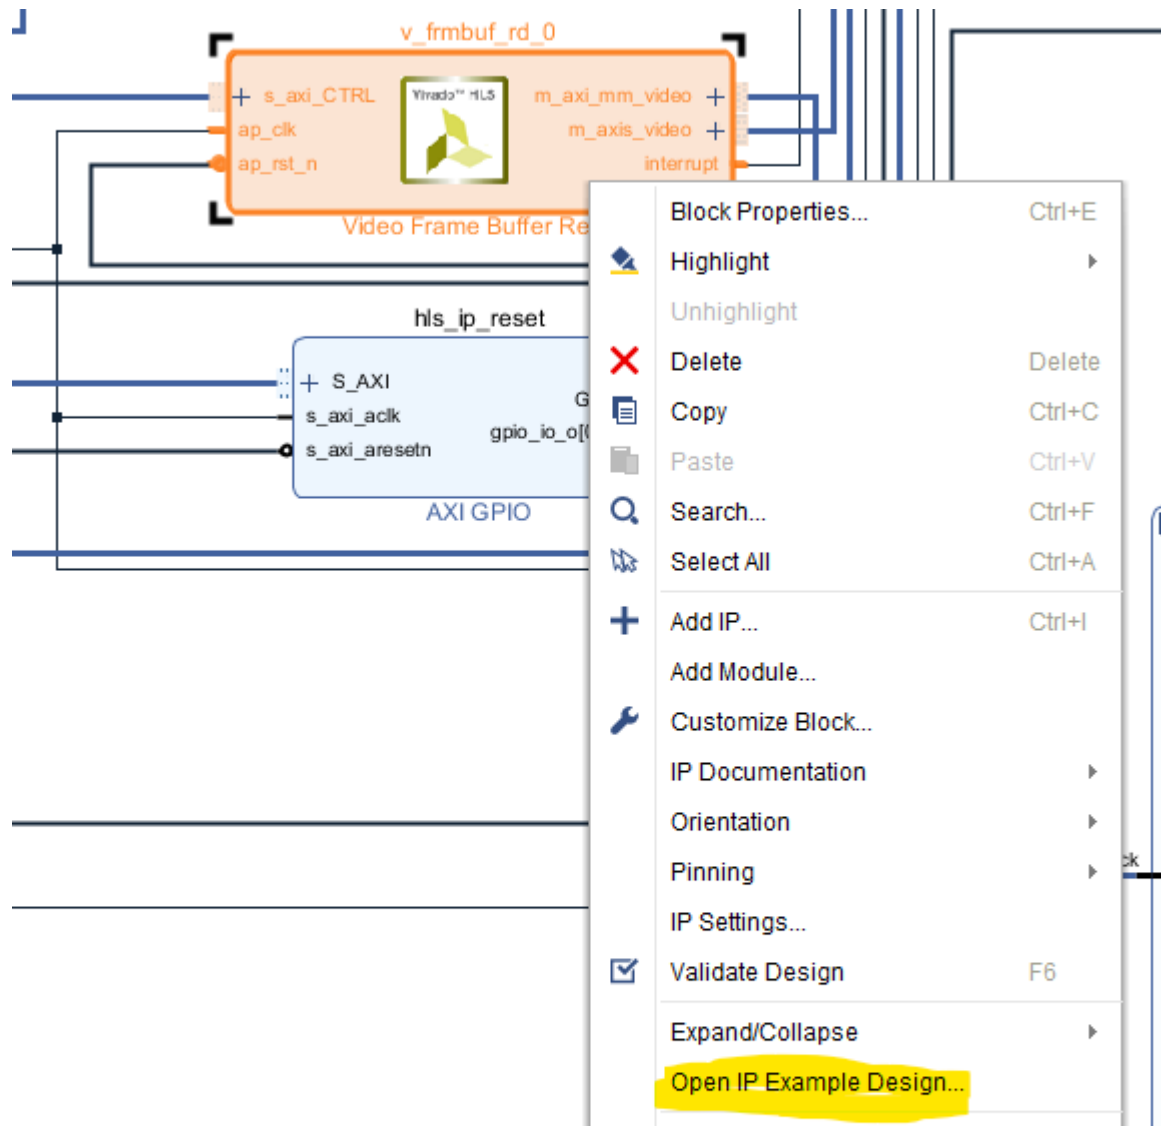 v_frmbuf_rd_0
s_axi_CTRL
ap_clk
ap_rst_n
Vivado™ HLS
m_axi_mm_video
m_axis_video
interrupt
Video Frame Buffer Re
hls_ip_reset
S_AXI
s_axi_aclk
s_axi_aresetn
G
gpio_io_o[
AXI GPIO
Block Properties... Ctrl+E
Highlight
Unhighlight
Delete Delete
Copy Ctrl+C
Paste Ctrl+V
Search... Ctrl+F
Select All Ctrl+A
Add IP... Ctrl+I
Add Module...
Customize Block...
IP Documentation
Orientation
Pinning
IP Settings...
Validate Design F6
Expand/Collapse
Open IP Example Design...